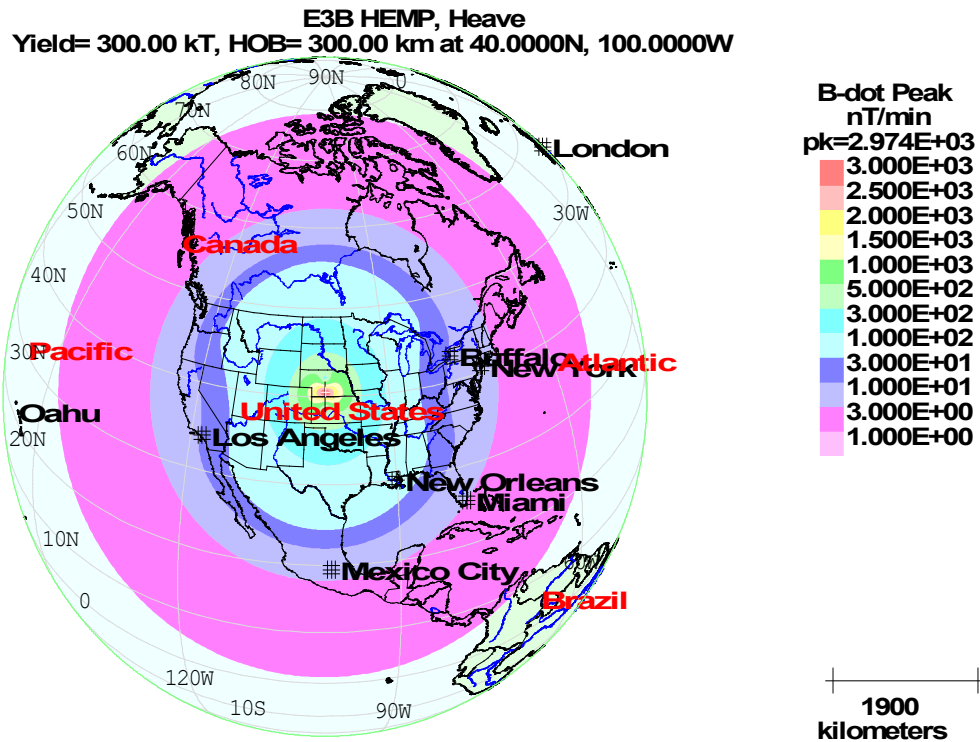 E3B HEMP, Heave
Yield= 300.00 kT, HOB= 300.00 km at 40.0000N, 100.0000W
B-dot Peak
nT/min
pk=2.974E+03
3.000E+03
2.500E+03
2.000E+03
1.500E+03
1.000E+03
5.000E+02
3.000E+02
1.000E+02
3.000E+01
1.000E+01
3.000E+00
1.000E+00
80N
90N
0
70N
60N
50N
40N
30N
20N
10N
0
10S
120W
90W
60W
30W
London
Canada
Pacific
Atlantic
Buffalo
New York
Oahu
United States
Los Angeles
New Orleans
Miami
Mexico City
Brazil
1900
kilometers